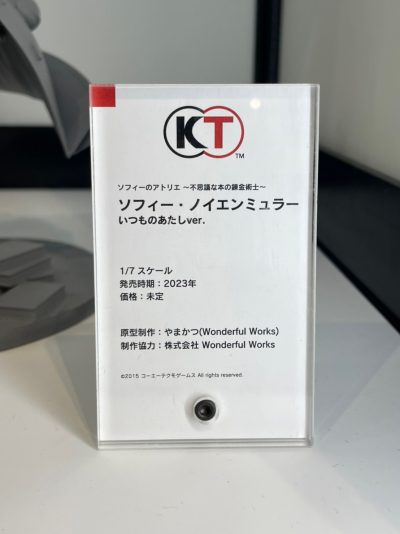 KT
TM
ソフィーのアトリエ ～不思議な本の錬金術士～
ソフィー・ノイエンミュラー
いつものあたしver.
1/7 スケール
発売時期：2023年
価格：未定
原型制作：やまかつ(Wonderful Works)
制作協力：株式会社 Wonderful Works
©2015 コーエーテクモゲームス All rights reserved.